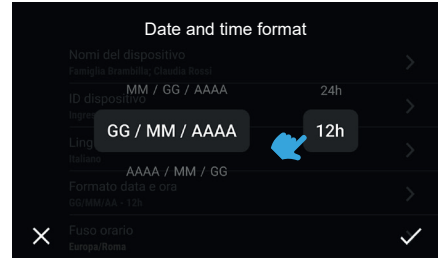 Date and time format
Nomi del dispositivo
Famiglia Brambilla; Claudia Rossi
MM / GG / AAAA
24h
ID dispositivo
GG / MM / AAAA
12h
Italiano
AAAA / MM / GG
Formato data e ora
GG/MM/AA - 12h
Fuso orario
Europa/Roma